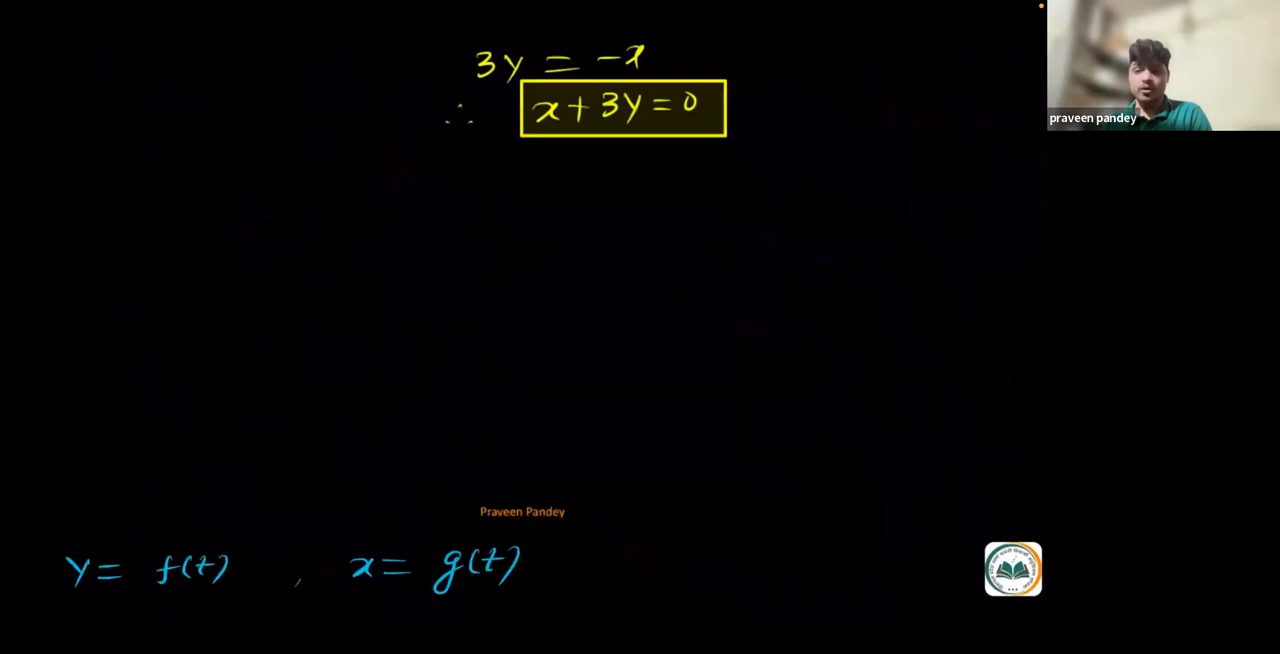 3y = -x
∴ x + 3y = 0
praveen pandey
Praveen Pandey
y = f(t) , x = g(t)